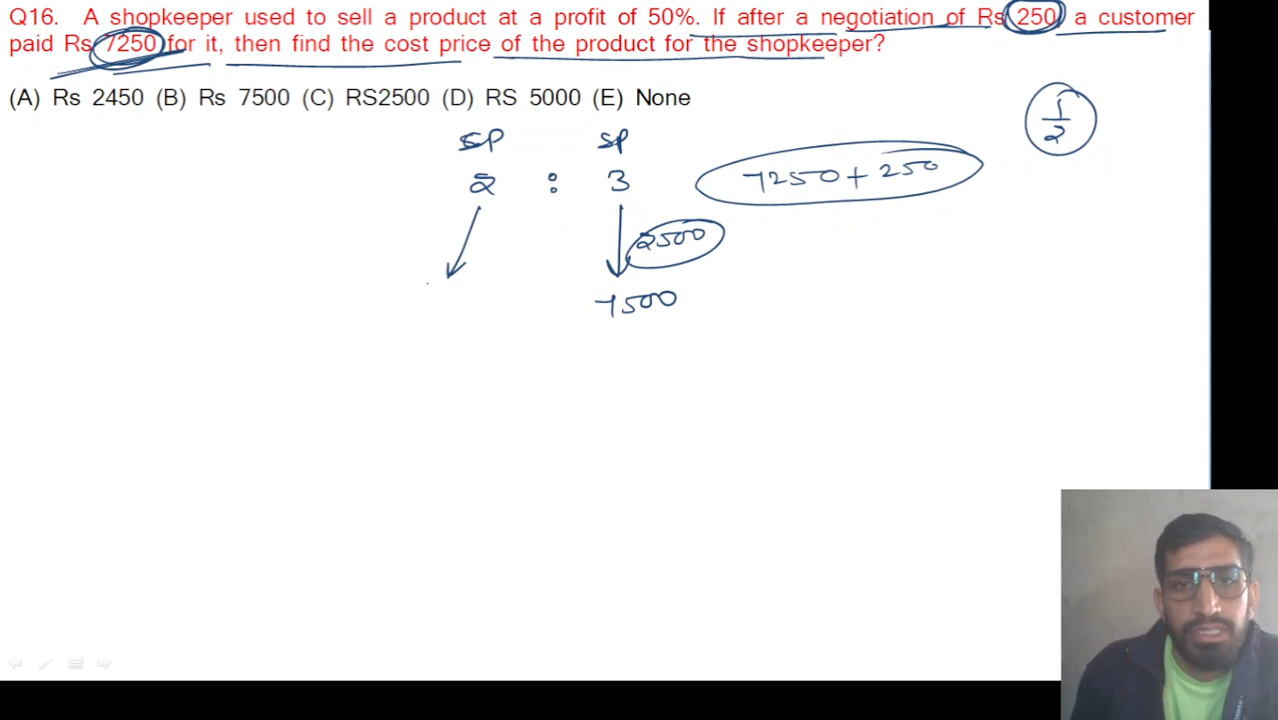 Q16. A shopkeeper used to sell a product at a profit of 50%. If after a negotiation of Rs 250 a customer
paid Rs 7250 for it, then find the cost price of the product for the shopkeeper?
(A) Rs 2450 (B) Rs 7500 (C) RS2500 (D) RS 5000 (E) None
1/2
CP SP
2 : 3 7250+250
2500
7500